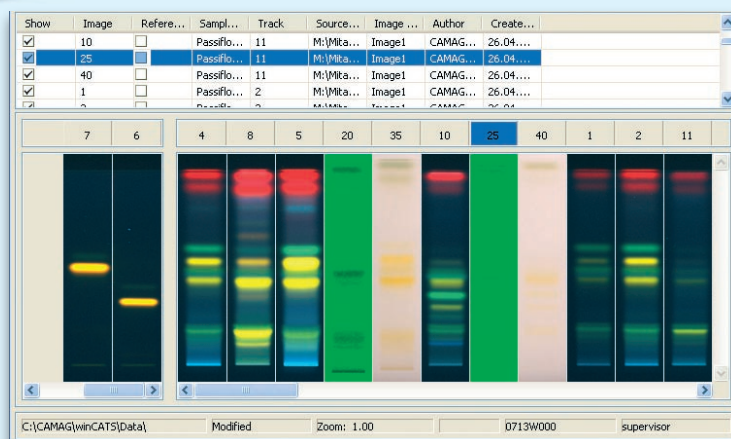 Show Image Refere... Sampl... Track Source... Image ... Author Create...
10 Passiflo... 11 M:\Mita... Image1 CAMAG... 26.04....
25 Passiflo... 11 M:\Mita... Image1 CAMAG... 26.04....
40 Passiflo... 11 M:\Mita... Image1 CAMAG... 26.04....
1 Passiflo... 2 M:\Mita... Image1 CAMAG... 26.04....
7 6 4 8 5 20 35 10 25 40 1 2 11
C:\CAMAG\winCATS\Data\ Modified Zoom: 1.00 0713W000 supervisor